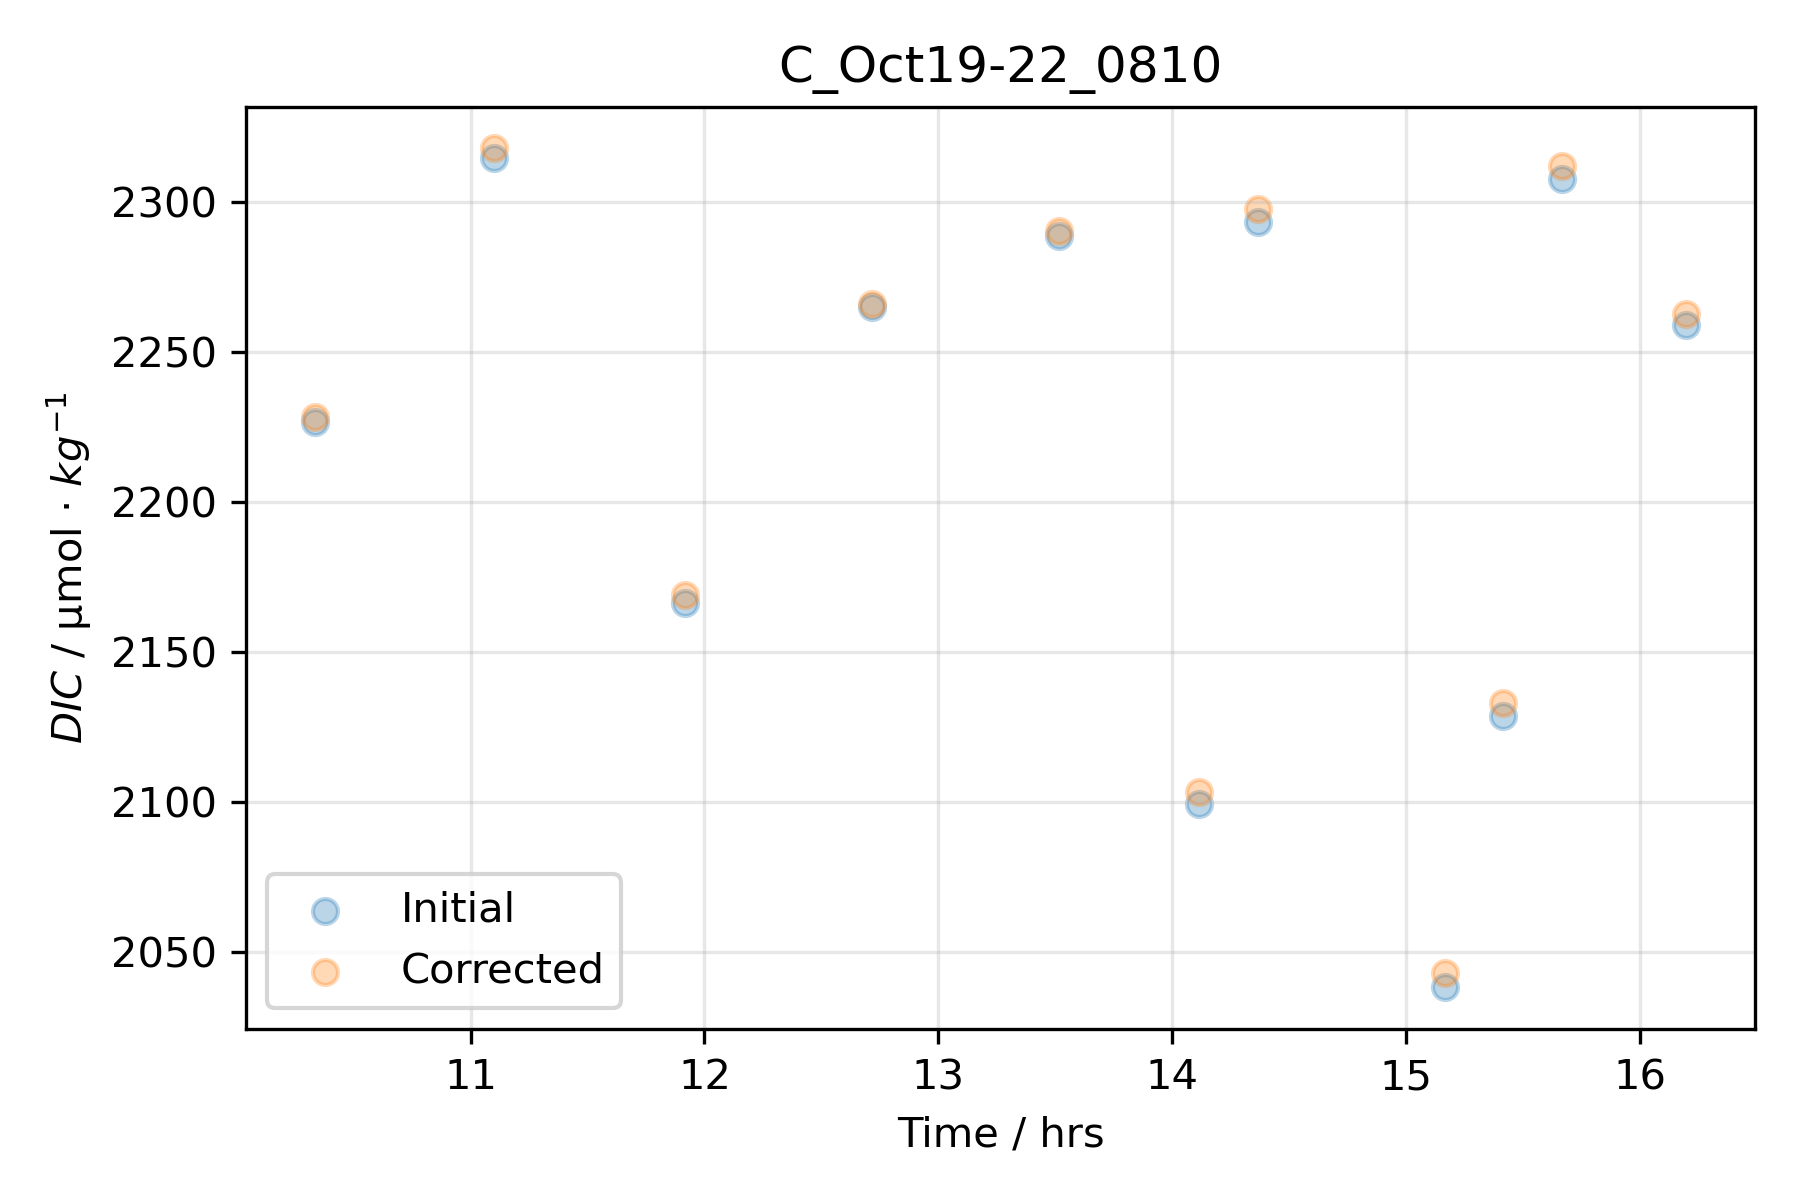 C_Oct19-22_0810
2300
2250
2200
2150
2100
2050
DIC / μmol · kg⁻¹
Initial
Corrected
11 12 13 14 15 16
Time / hrs